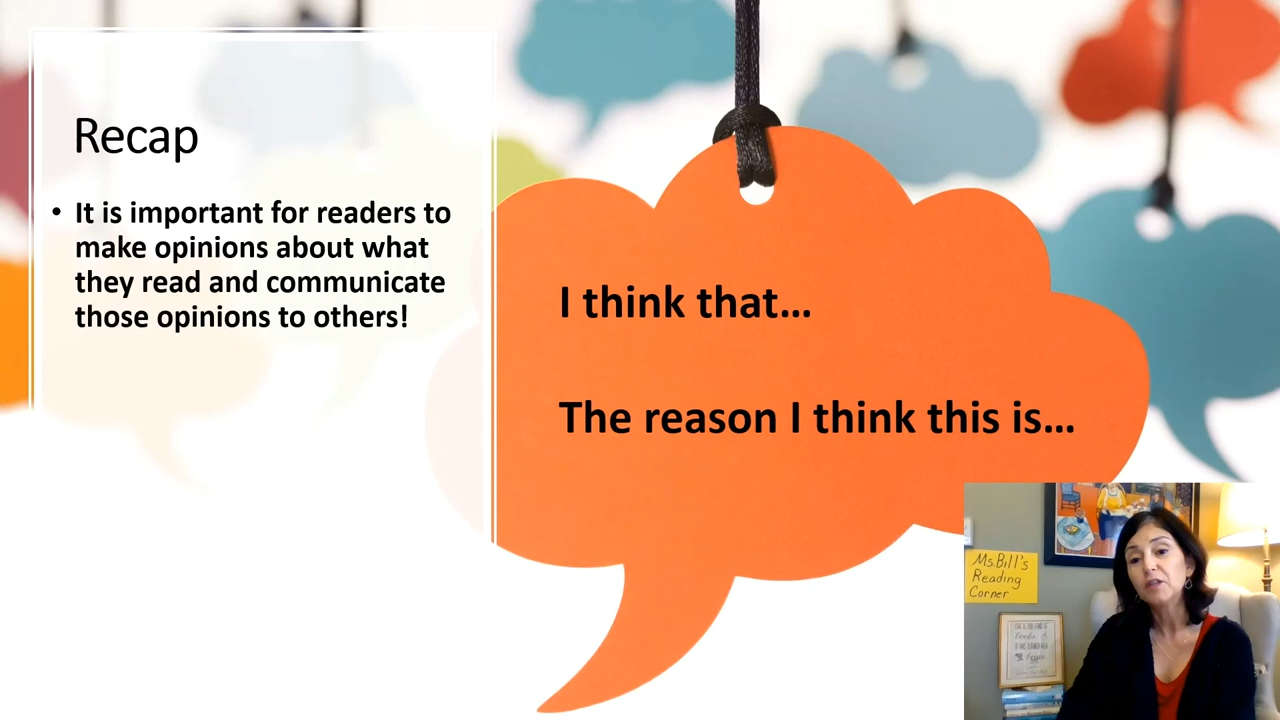 Recap
• It is important for readers to
make opinions about what
they read and communicate
those opinions to others!
I think that...
The reason I think this is...
Ms.Bill's
Reading
Corner